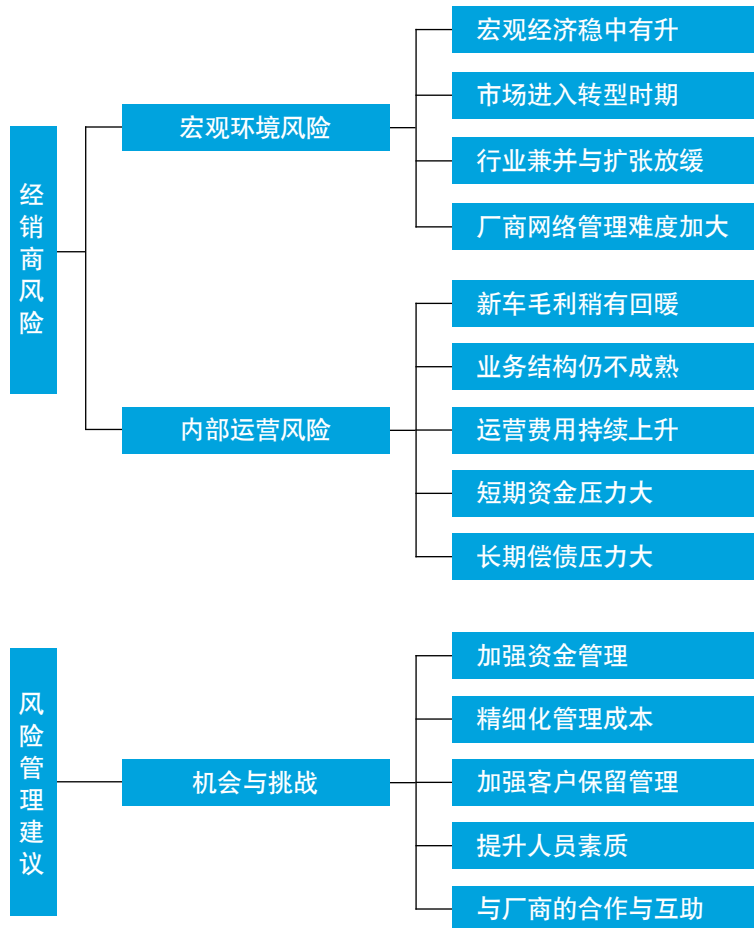 经销商风险
宏观环境风险
宏观经济稳中有升
市场进入转型时期
行业兼并与扩张放缓
厂商网络管理难度加大
内部运营风险
新车毛利稍有回暖
业务结构仍不成熟
运营费用持续上升
短期资金压力大
长期偿债压力大
风险管理建议
机会与挑战
加强资金管理
精细化管理成本
加强客户保留管理
提升人员素质
与厂商的合作与互助